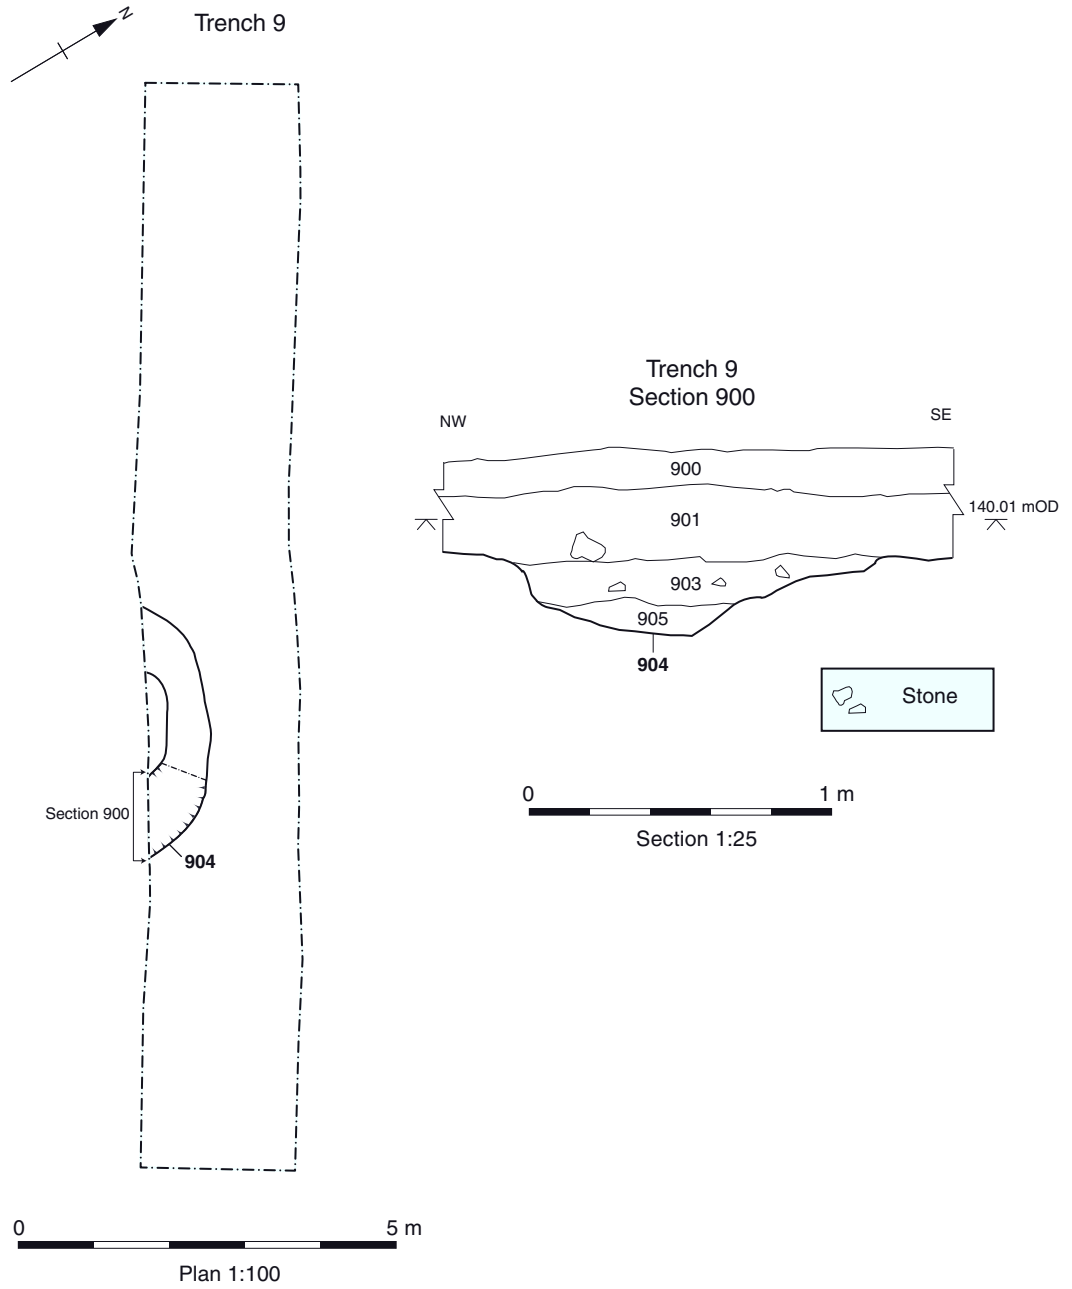 N
Trench 9
Trench 9
Section 900
NW
SE
900
901
140.01 mOD
903
905
904
Stone
0
1 m
Section 1:25
Section 900
904
0
5 m
Plan 1:100